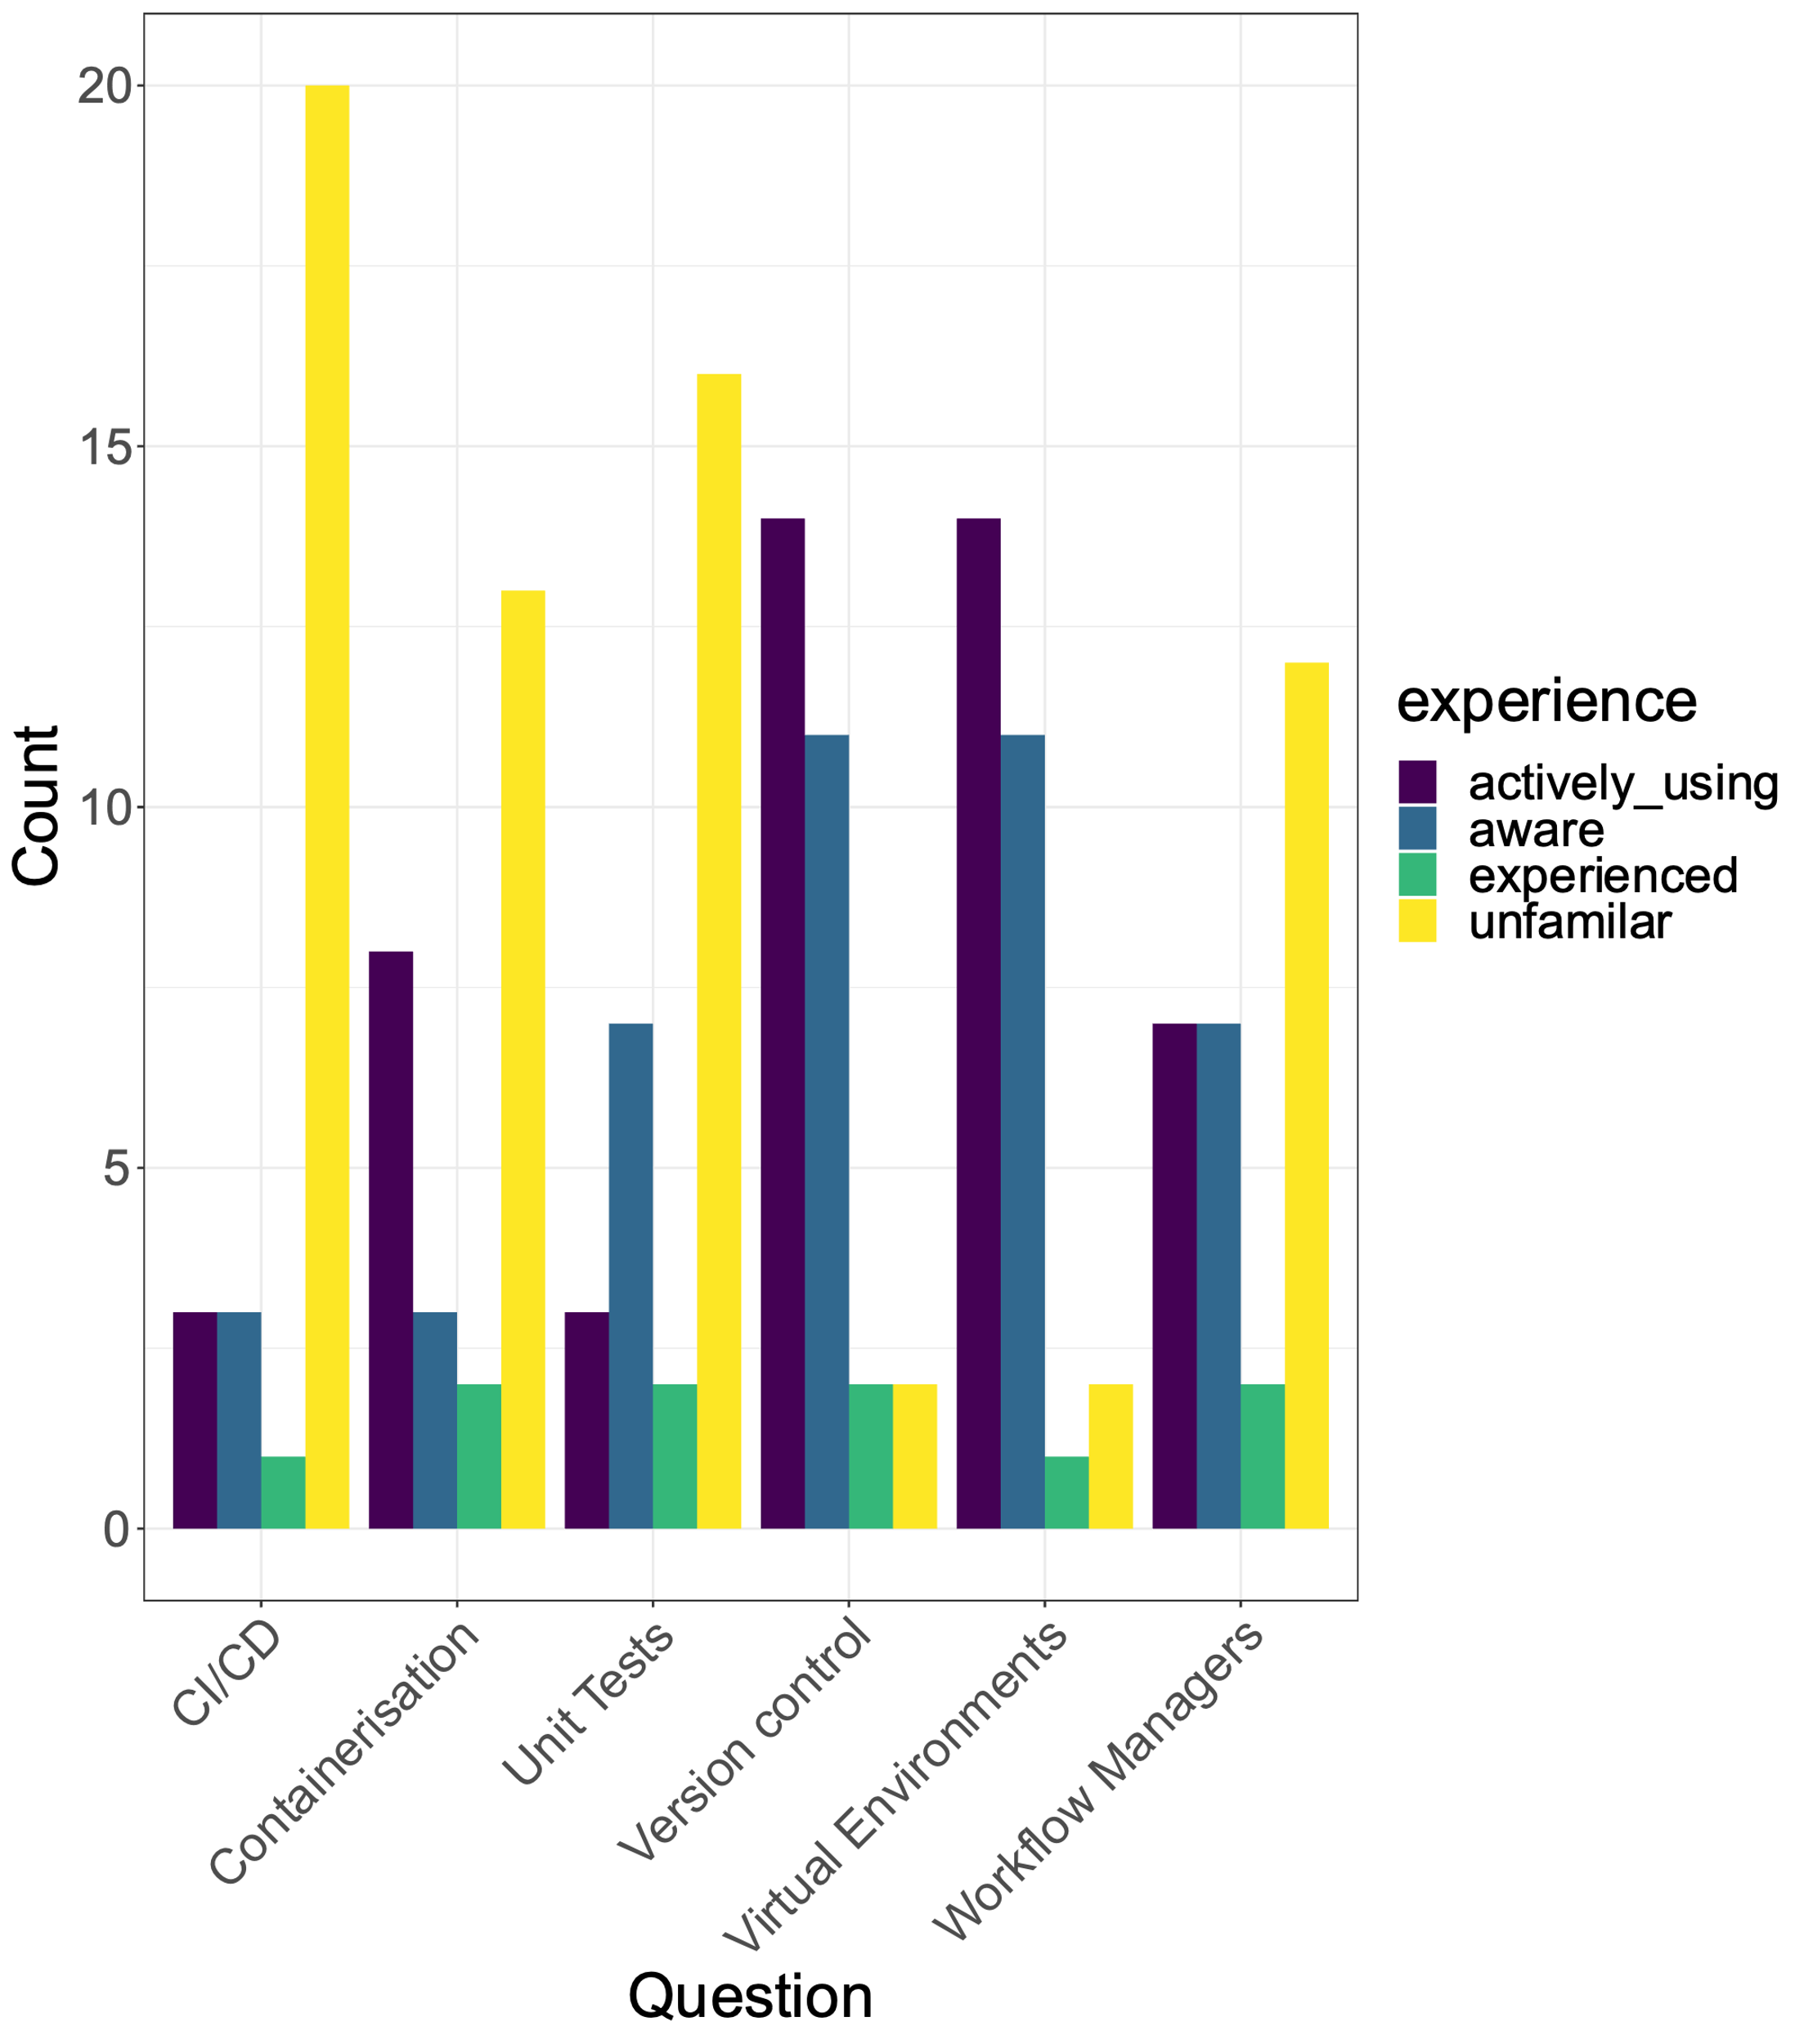 20
15
10
5
0
Count
CI/CD
Containerisation
Unit Tests
Version control
Virtual Environments
Workflow Managers
Question
experience
actively_using
aware
experienced
unfamilar